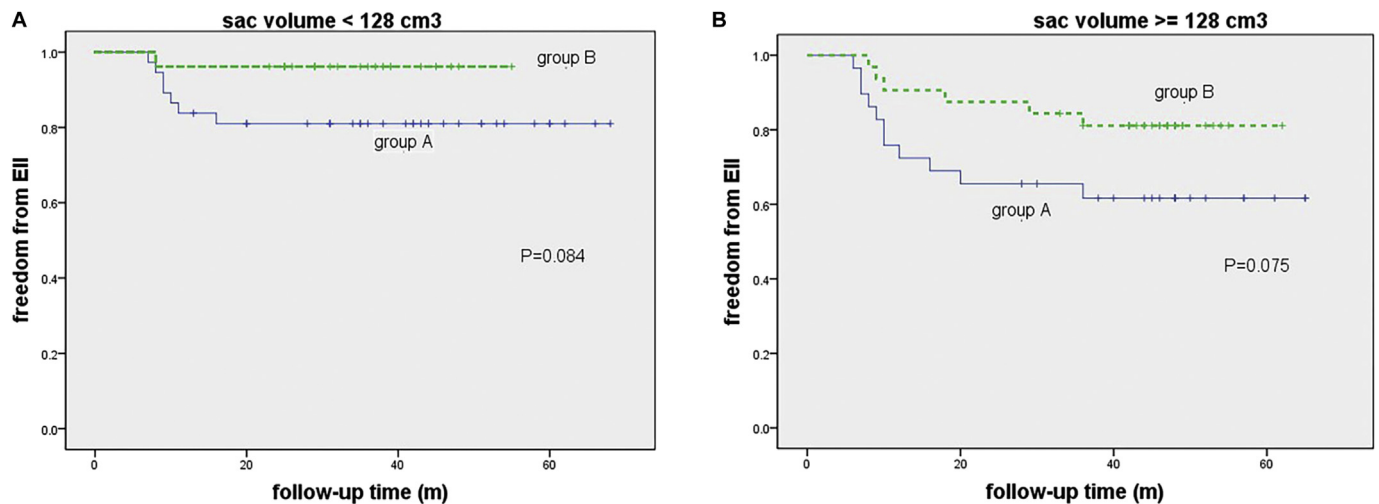 A
sac volume < 128 cm3
freedom from EII
1.0
0.8
0.6
0.4
0.2
0.0
group B
group A
P=0.084
0 20 40 60
follow-up time (m)
B
sac volume >= 128 cm3
freedom from EII
1.0
0.8
0.6
0.4
0.2
0.0
group B
group A
P=0.075
0 20 40 60
follow-up time (m)